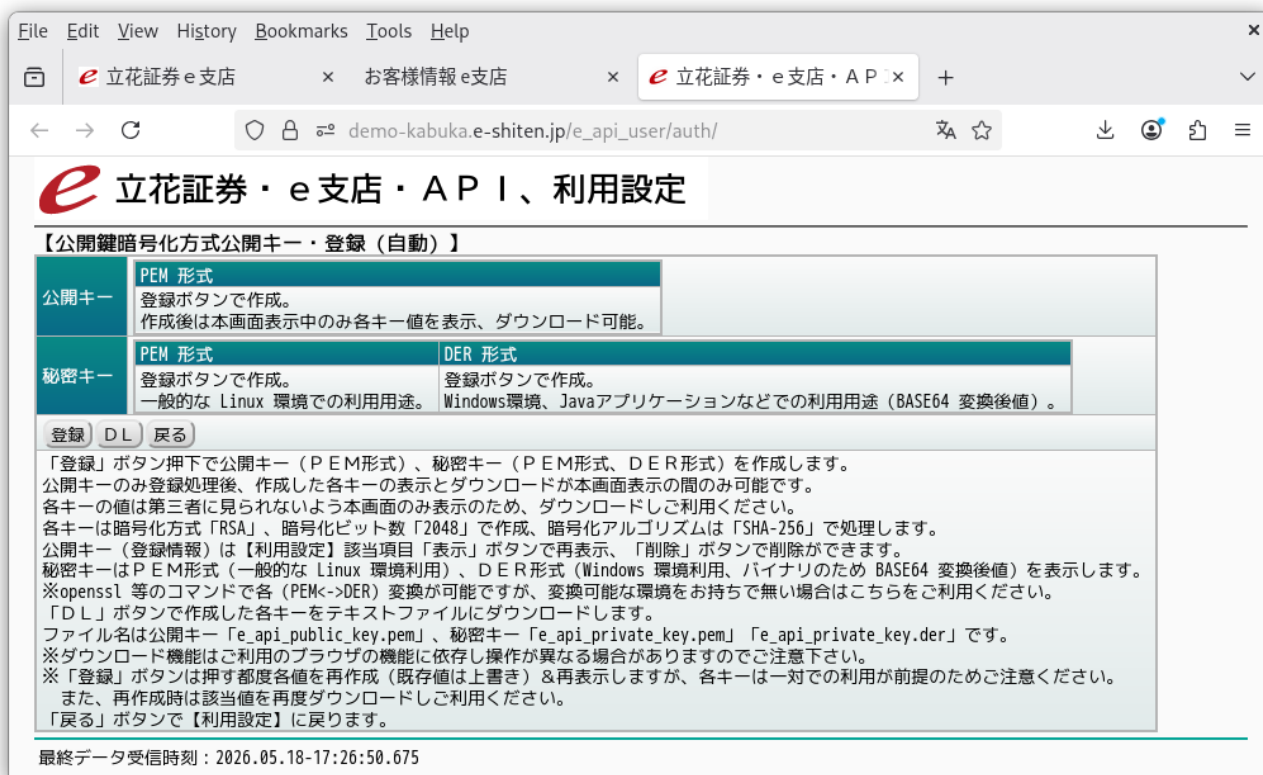 File Edit View History Bookmarks Tools Help
立花証券ｅ支店
お客様情報 e支店
立花証券・ｅ支店・ＡＰＩ
demo-kabuka.e-shiten.jp/e_api_user/auth/
e 立花証券・ｅ支店・ＡＰＩ、利用設定
【公開鍵暗号化方式公開キー・登録（自動）】
公開キー
PEM 形式
登録ボタンで作成。
作成後は本画面表示中のみ各キー値を表示、ダウンロード可能。
秘密キー
PEM 形式
登録ボタンで作成。
一般的な Linux 環境での利用用途。
DER 形式
登録ボタンで作成。
Windows環境、Javaアプリケーションなどでの利用用途（BASE64 変換後値）.
登録 ＤＬ 戻る
「登録」ボタン押下で公開キー（ＰＥＭ形式）、秘密キー（ＰＥＭ形式、ＤＥＲ形式）を作成します。
公開キーのみ登録処理後、作成した各キーの表示とダウンロードが本画面表示の間のみ可能です。
各キーの値は第三者に見られないよう本画面のみ表示のため、ダウンロードしご利用ください。
各キーは暗号化方式「RSA」、暗号化ビット数「2048」で作成、暗号化アルゴリズムは「SHA-256」で処理します。
公開キー（登録情報）は【利用設定】該当項目「表示」ボタンで再表示、「削除」ボタンで削除ができます。
秘密キーはＰＥＭ形式（一般的な Linux 環境利用）、ＤＥＲ形式（Windows 環境利用、バイナリのため BASE64 変換後値）を表示します。
※openssl 等のコマンドで各（PEM<->DER）変換が可能ですが、変換可能な環境をお持ちで無い場合はこちらをご利用ください。
「ＤＬ」ボタンで作成した各キーをテキストファイルにダウンロードします。
ファイル名は公開キー「e_api_public_key.pem」、秘密キー「e_api_private_key.pem」「e_api_private_key.der」です。
※ダウンロード機能はご利用のブラウザの機能に依存し操作が異なる場合がありますのでご注意下さい。
※「登録」ボタンは押す都度各値を再作成（既存値は上書き）＆再表示しますが、各キーは一対での利用が前提のためご注意ください。
また、再作成時は該当値を再度ダウンロードしご利用ください。
「戻る」ボタンで【利用設定】に戻ります。
最終データ受信時刻：2026.05.18-17:26:50.675